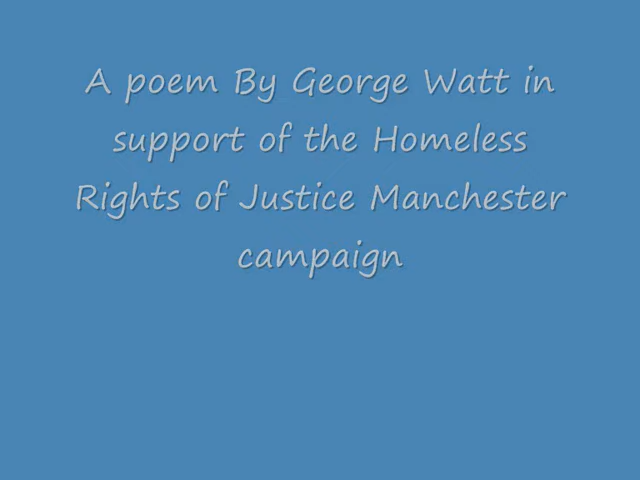 A poem By George Watt in
support of the Homeless
Rights of Justice Manchester
campaign